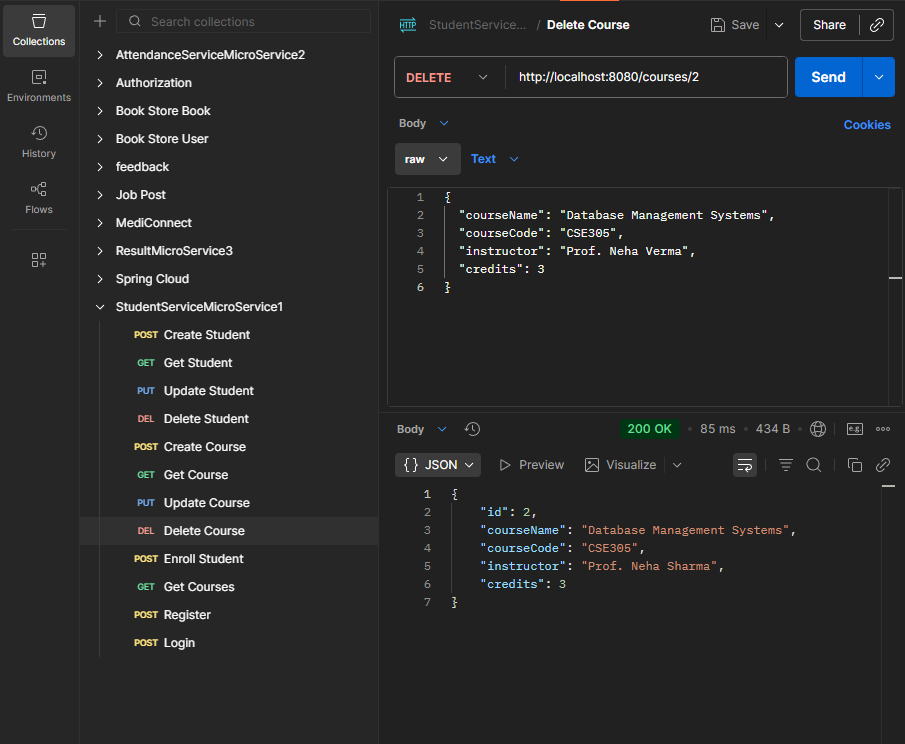 Collections
Environments
History
Flows
Search collections
AttendanceServiceMicroService2
Authorization
Book Store Book
Book Store User
feedback
Job Post
MediConnect
ResultMicroService3
Spring Cloud
StudentServiceMicroService1
POST Create Student
GET Get Student
PUT Update Student
DEL Delete Student
POST Create Course
GET Get Course
PUT Update Course
DEL Delete Course
POST Enroll Student
GET Get Courses
POST Register
POST Login
HTTP StudentService... / Delete Course Save Share
DELETE http://localhost:8080/courses/2 Send
Body Cookies
raw Text
1 {
2 "courseName": "Database Management Systems",
3 "courseCode": "CSE305",
4 "instructor": "Prof. Neha Verma",
5 "credits": 3
6 }
Body 200 OK • 85 ms • 434 B • e.g.
{} JSON Preview Visualize
1 {
2 "id": 2,
3 "courseName": "Database Management Systems",
4 "courseCode": "CSE305",
5 "instructor": "Prof. Neha Sharma",
6 "credits": 3
7 }